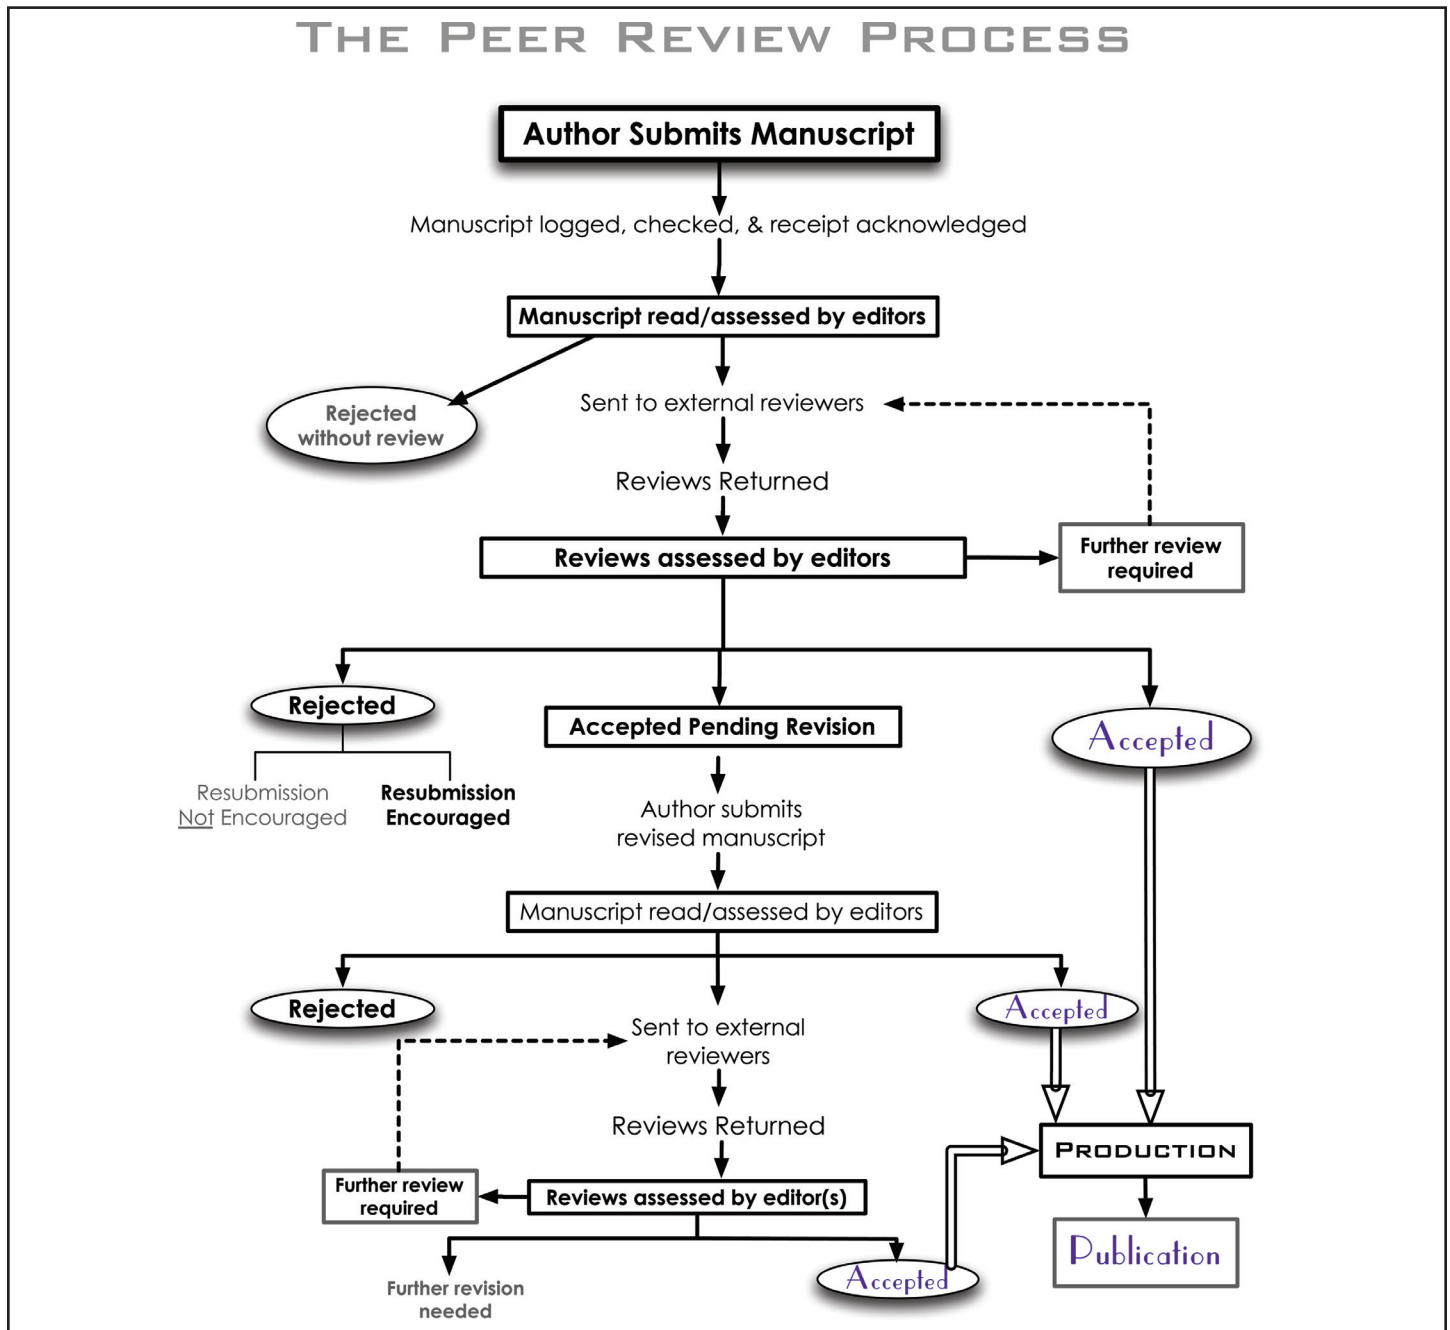 THE PEER REVIEW PROCESS
Author Submits Manuscript
Manuscript logged, checked, & receipt acknowledged
Manuscript read/assessed by editors
Rejected
without review
Sent to external reviewers
Reviews Returned
Reviews assessed by editors
Further review
required
Rejected
Resubmission
Not Encouraged
Resubmission
Encouraged
Accepted Pending Revision
Accepted
Author submits
revised manuscript
Manuscript read/assessed by editors
Rejected
Sent to external
reviewers
Accepted
Reviews Returned
PRODUCTION
Further review
required
Reviews assessed by editor(s)
Publication
Further revision
needed
Accepted